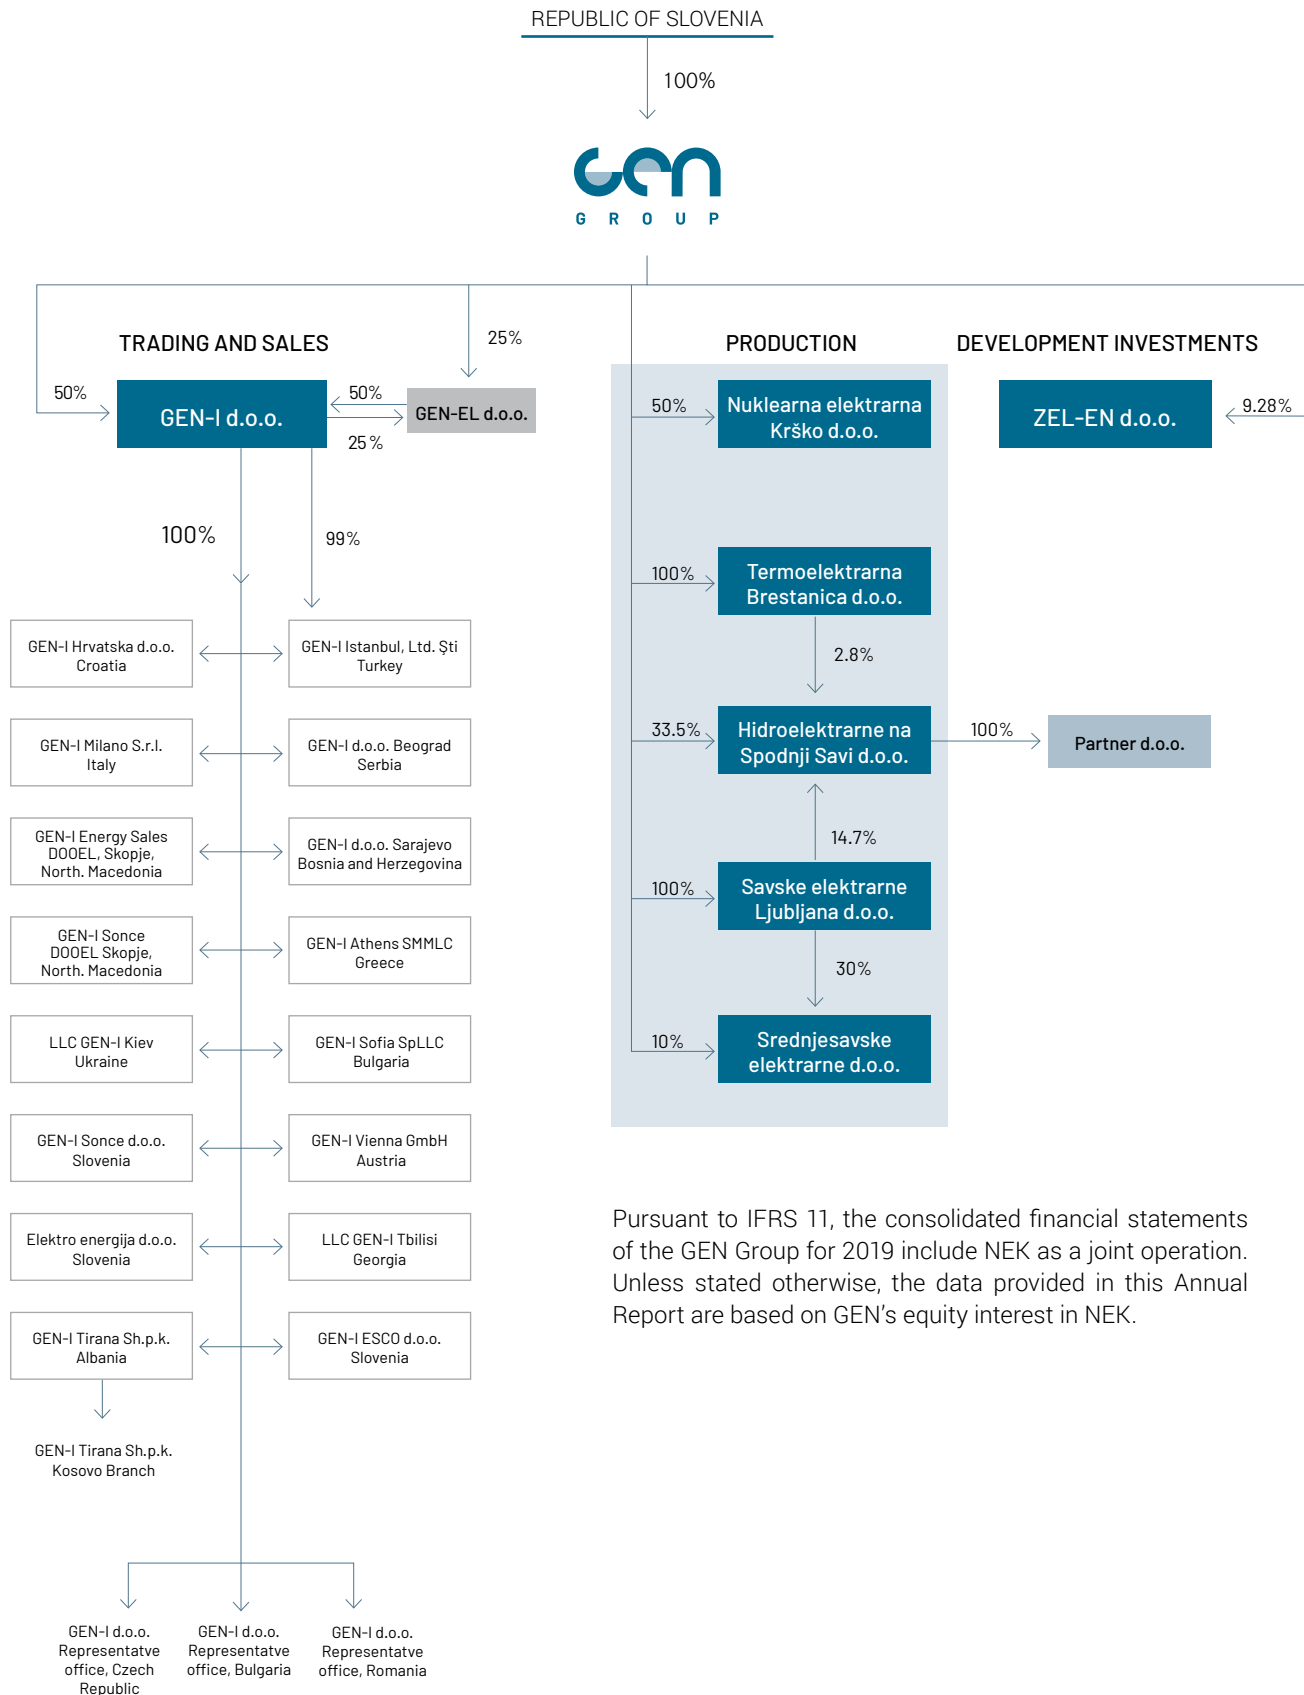 REPUBLIC OF SLOVENIA
100%
gen
GROUP
TRADING AND SALES
25%
PRODUCTION
DEVELOPMENT INVESTMENTS
50%
GEN-I d.o.o.
50%
25%
GEN-EL d.o.o.
50%
Nuklearna elektrarna
Krško d.o.o.
ZEL-EN d.o.o.
9.28%
100%
99%
100%
Termoelektrarna
Brestanica d.o.o.
2.8%
33.5%
Hidroelektrarne na
Spodnji Savi d.o.o.
100%
Partner d.o.o.
14.7%
100%
Savske elektrarne
Ljubljana d.o.o.
30%
10%
Srednjesavske
elektrarne d.o.o.
GEN-I Hrvatska d.o.o.
Croatia
GEN-I Istanbul, Ltd. Şti
Turkey
GEN-I Milano S.r.l.
Italy
GEN-I d.o.o. Beograd
Serbia
GEN-I Energy Sales
DOOEL, Skopje,
North. Macedonia
GEN-I d.o.o. Sarajevo
Bosnia and Herzegovina
GEN-I Sonce
DOOEL Skopje,
North. Macedonia
GEN-I Athens SMMLC
Greece
LLC GEN-I Kiev
Ukraine
GEN-I Sofia SpLLC
Bulgaria
GEN-I Sonce d.o.o.
Slovenia
GEN-I Vienna GmbH
Austria
Elektro energija d.o.o.
Slovenia
LLC GEN-I Tbilisi
Georgia
GEN-I Tirana Sh.p.k.
Albania
GEN-I ESCO d.o.o.
Slovenia
GEN-I Tirana Sh.p.k.
Kosovo Branch
GEN-I d.o.o.
Representatve
office, Czech
Republic
GEN-I d.o.o.
Representatve
office, Bulgaria
GEN-I d.o.o.
Representatve
office, Romania
Pursuant to IFRS 11, the consolidated financial statements
of the GEN Group for 2019 include NEK as a joint operation.
Unless stated otherwise, the data provided in this Annual
Report are based on GEN's equity interest in NEK.